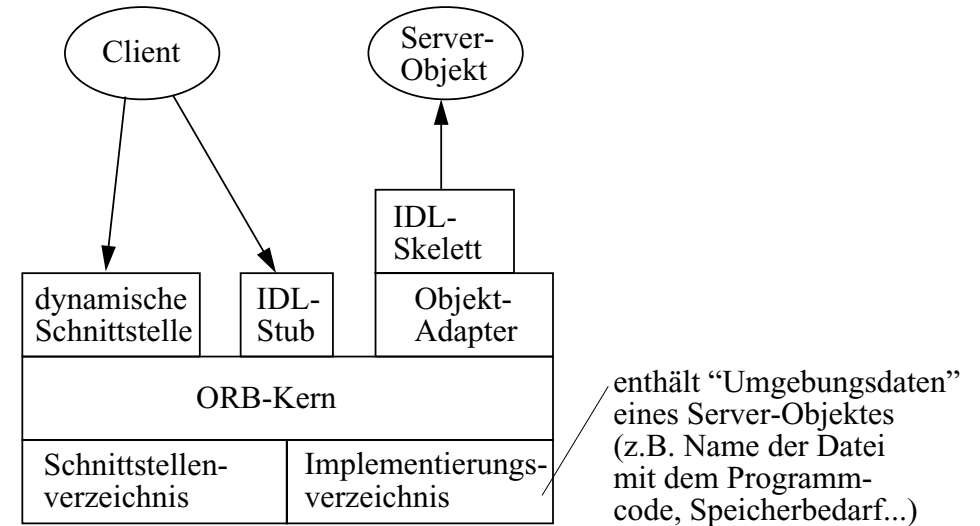 Client
Server-
Objekt
IDL-
Skelett
dynamische
Schnittstelle
IDL-
Stub
Objekt-
Adapter
ORB-Kern
Schnittstellen-
verzeichnis
Implementierungs-
verzeichnis
enthält “Umgebungsdaten”
eines Server-Objektes
(z.B. Name der Datei
mit dem Programm-
code, Speicherbedarf...)